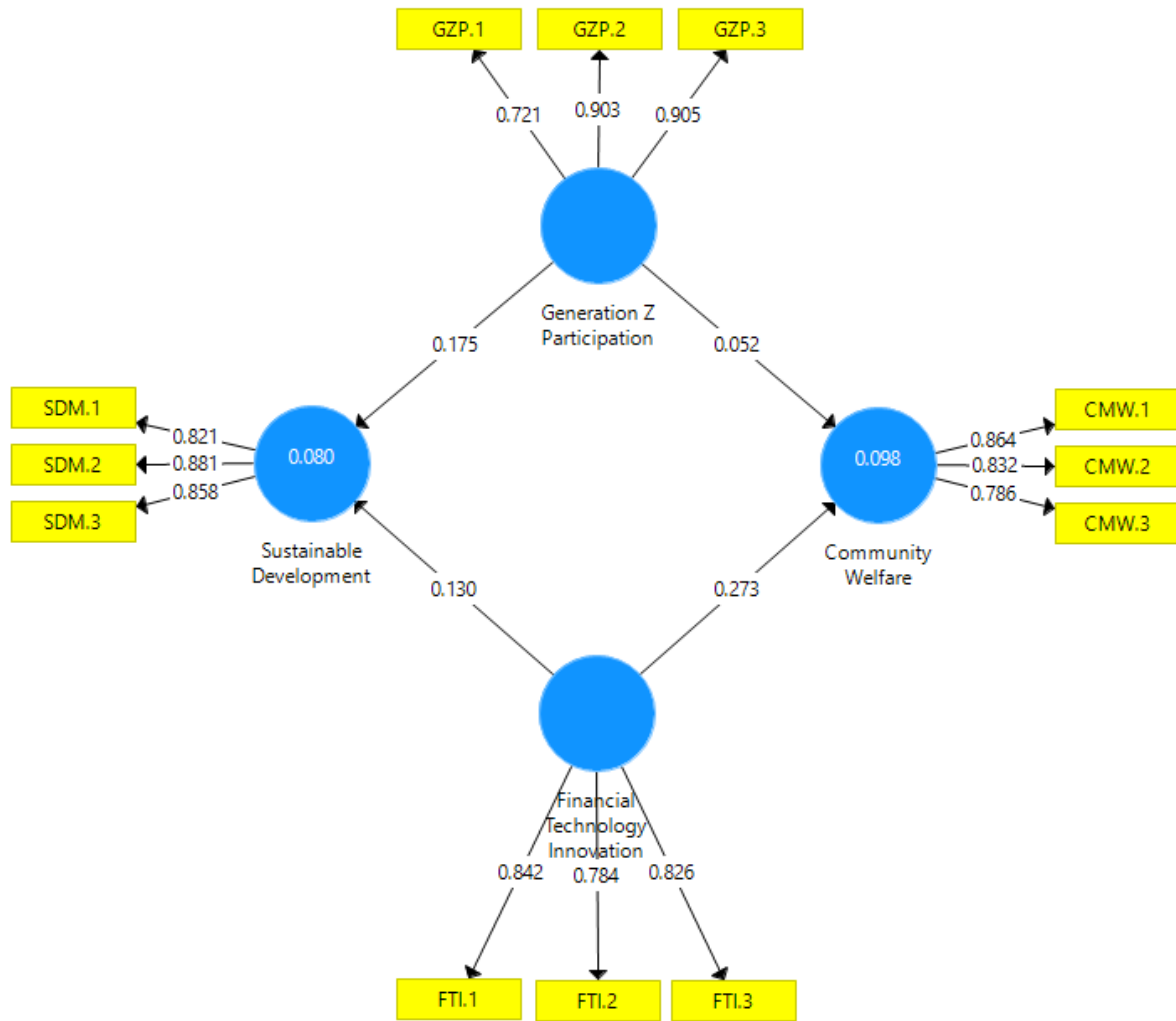 GZP.1 GZP.2 GZP.3
0.721 0.903 0.905
Generation Z
Participation
0.175 0.052
SDM.1
SDM.2
SDM.3
0.821
0.881
0.858
0.080
Sustainable
Development
0.098
Community
Welfare
0.864
0.832
0.786
CMW.1
CMW.2
CMW.3
0.130 0.273
Financial
Technology
Innovation
0.842 0.784 0.826
FTI.1 FTI.2 FTI.3